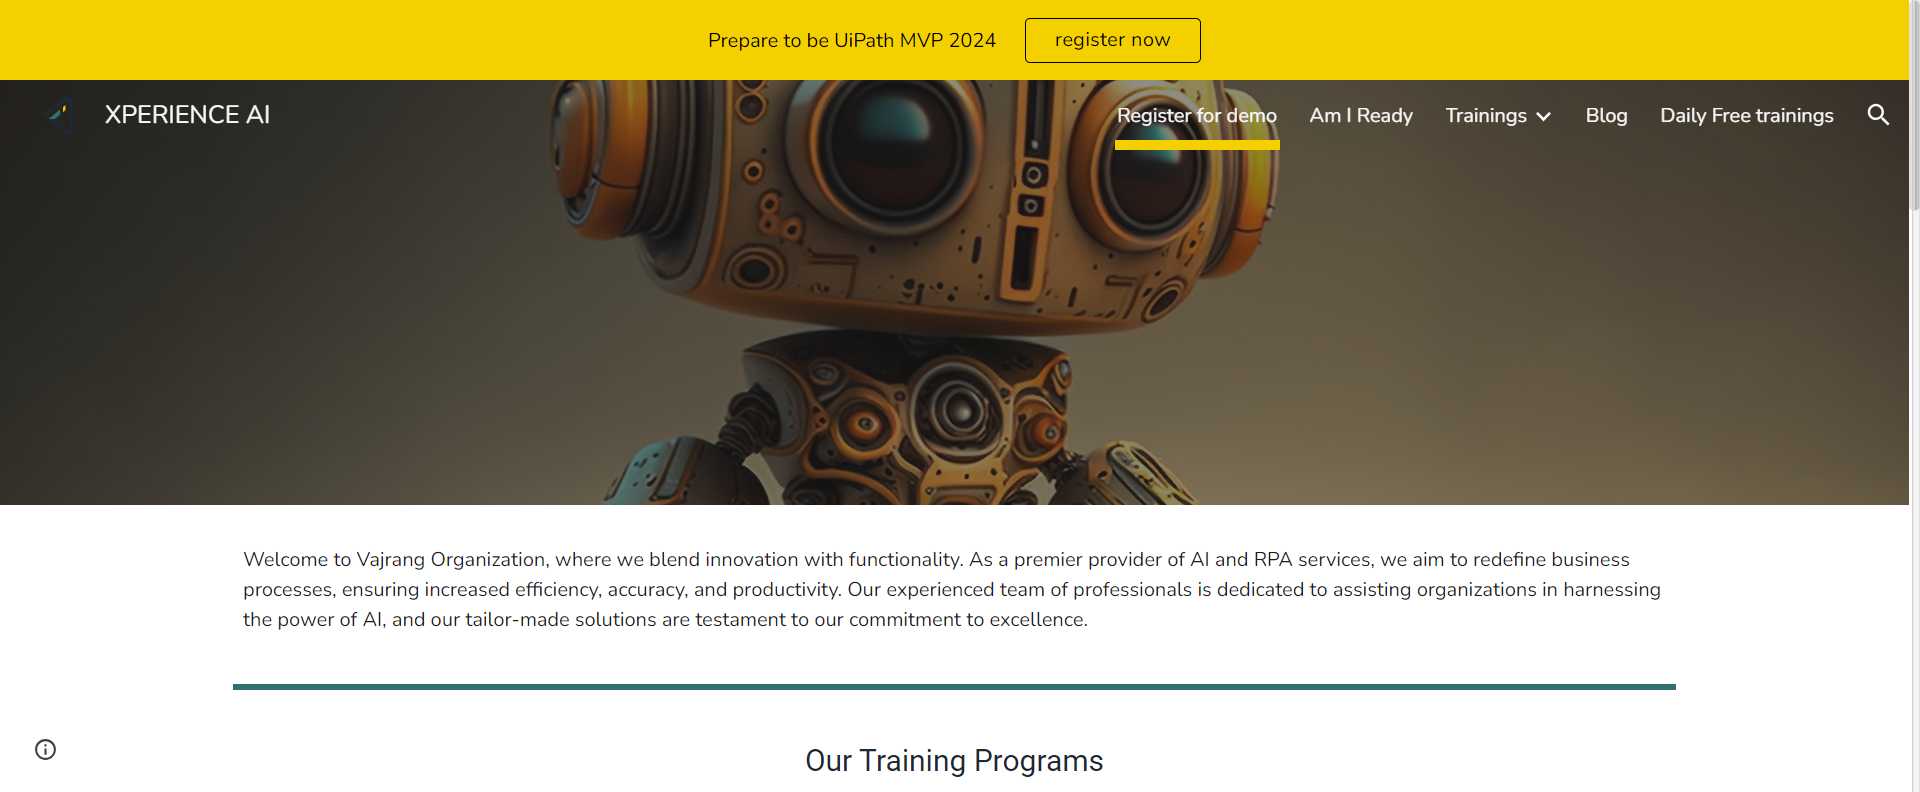 Prepare to be UiPath MVP 2024 register now
XPERIENCE AI Register for demo Am I Ready Trainings Blog Daily Free trainings
Welcome to Vajrang Organization, where we blend innovation with functionality. As a premier provider of AI and RPA services, we aim to redefine business
processes, ensuring increased efficiency, accuracy, and productivity. Our experienced team of professionals is dedicated to assisting organizations in harnessing
the power of AI, and our tailor-made solutions are testament to our commitment to excellence.
Our Training Programs